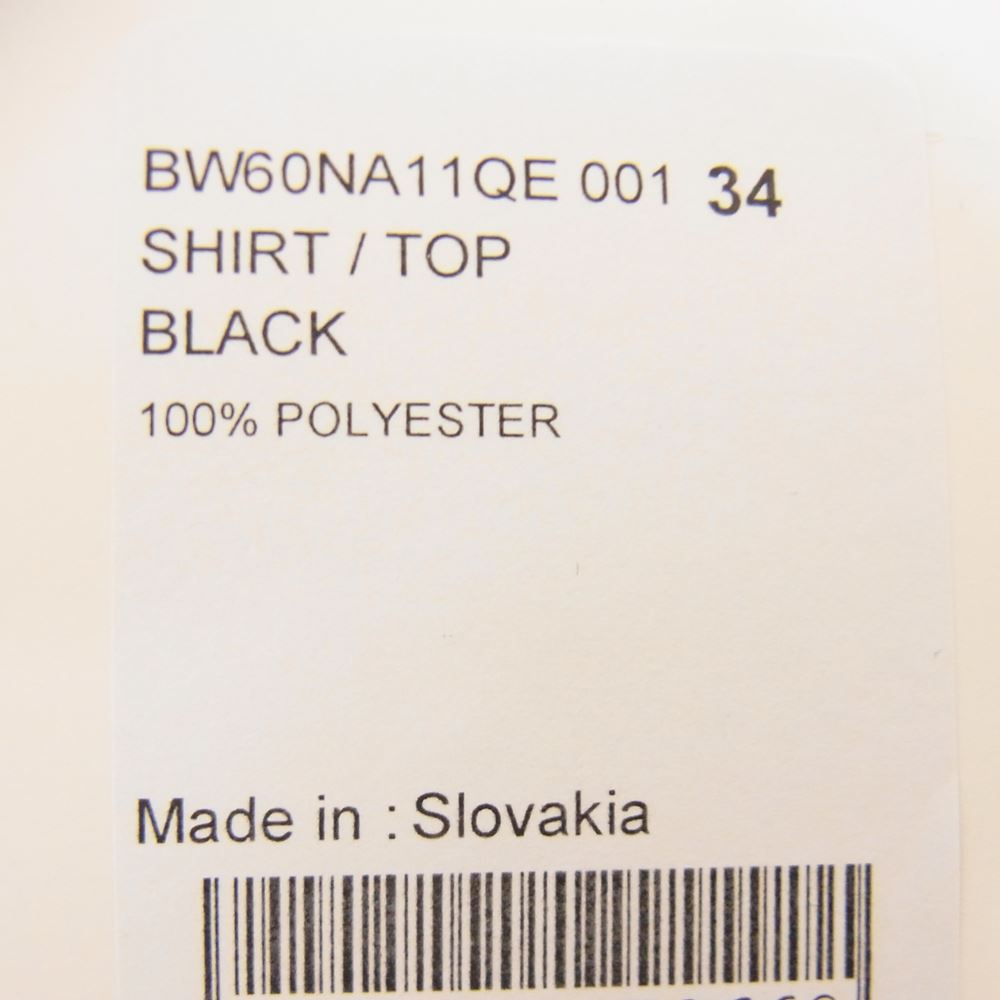 BW60NA11QE 001 34
SHIRT / TOP
BLACK
100% POLYESTER
Made in : Slovakia